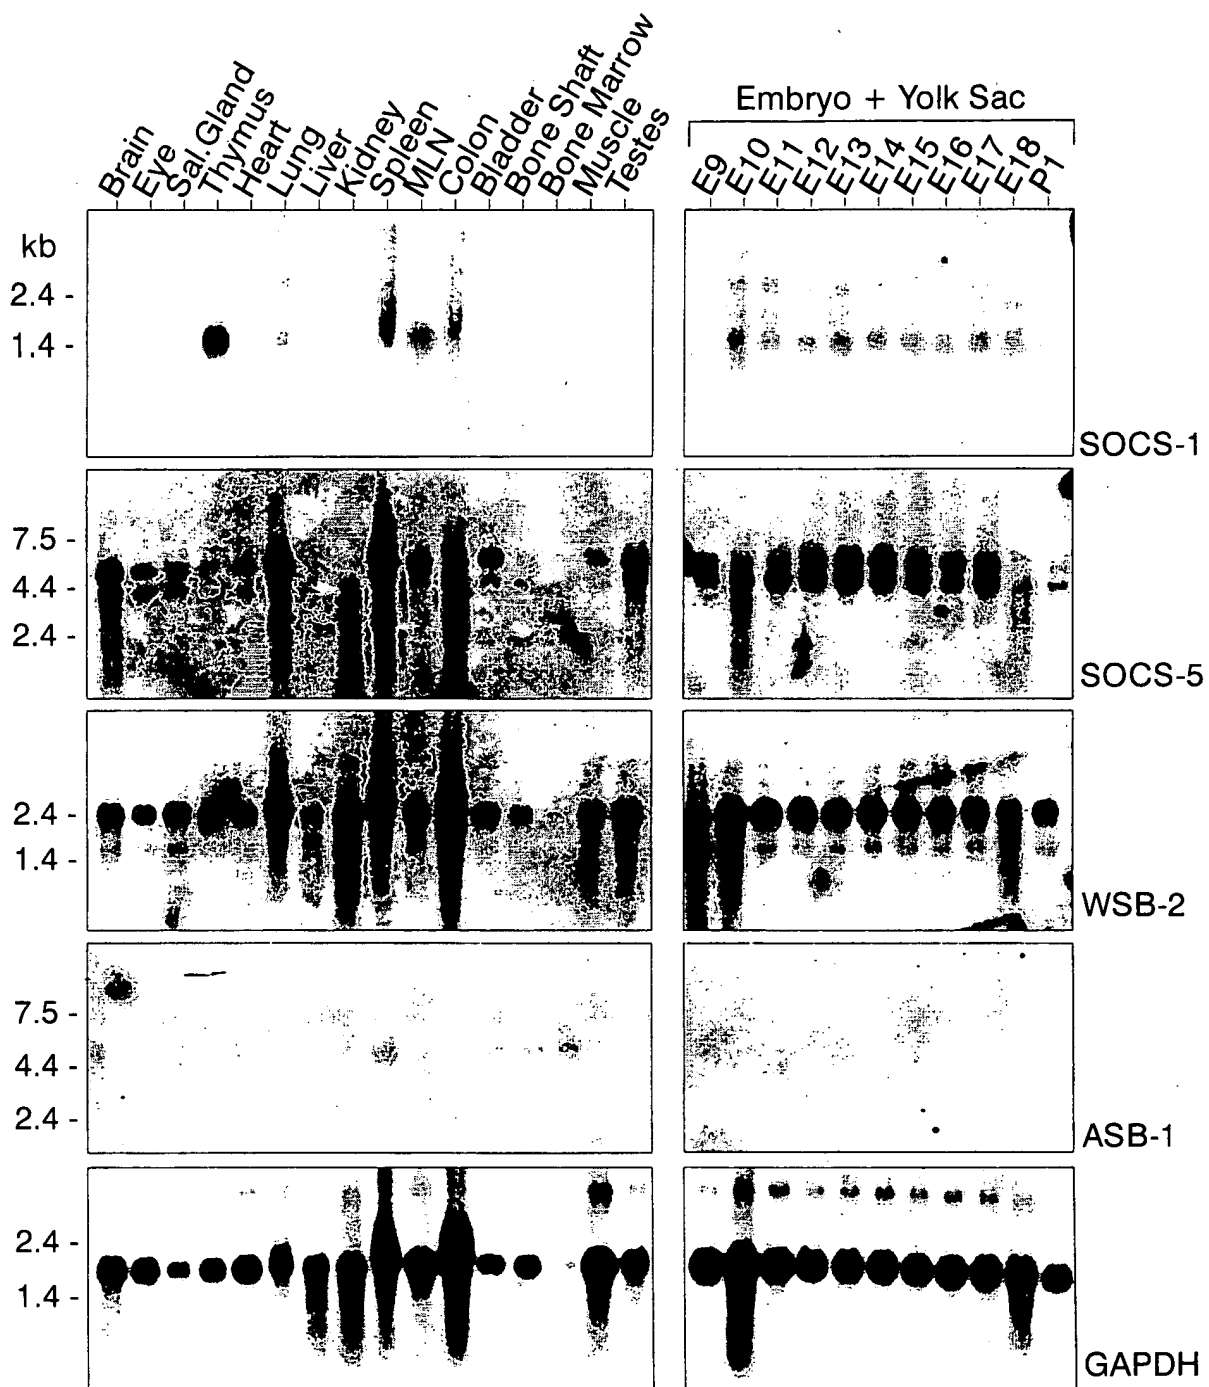 Brain
Eye
Sal.Gland
Thymus
Heart
Lung
Liver
Kidney
Spleen
MLN
Colon
Bladder
Bone Shaft
Bone Marrow
Muscle
Testes
Embryo + Yolk Sac
E9
E10
E11
E12
E13
E14
E15
E16
E17
E18
P1
kb
2.4 -
1.4 -
SOCS-1
7.5 -
4.4 -
2.4 -
SOCS-5
2.4 -
1.4 -
WSB-2
7.5 -
4.4 -
2.4 -
ASB-1
2.4 -
1.4 -
GAPDH